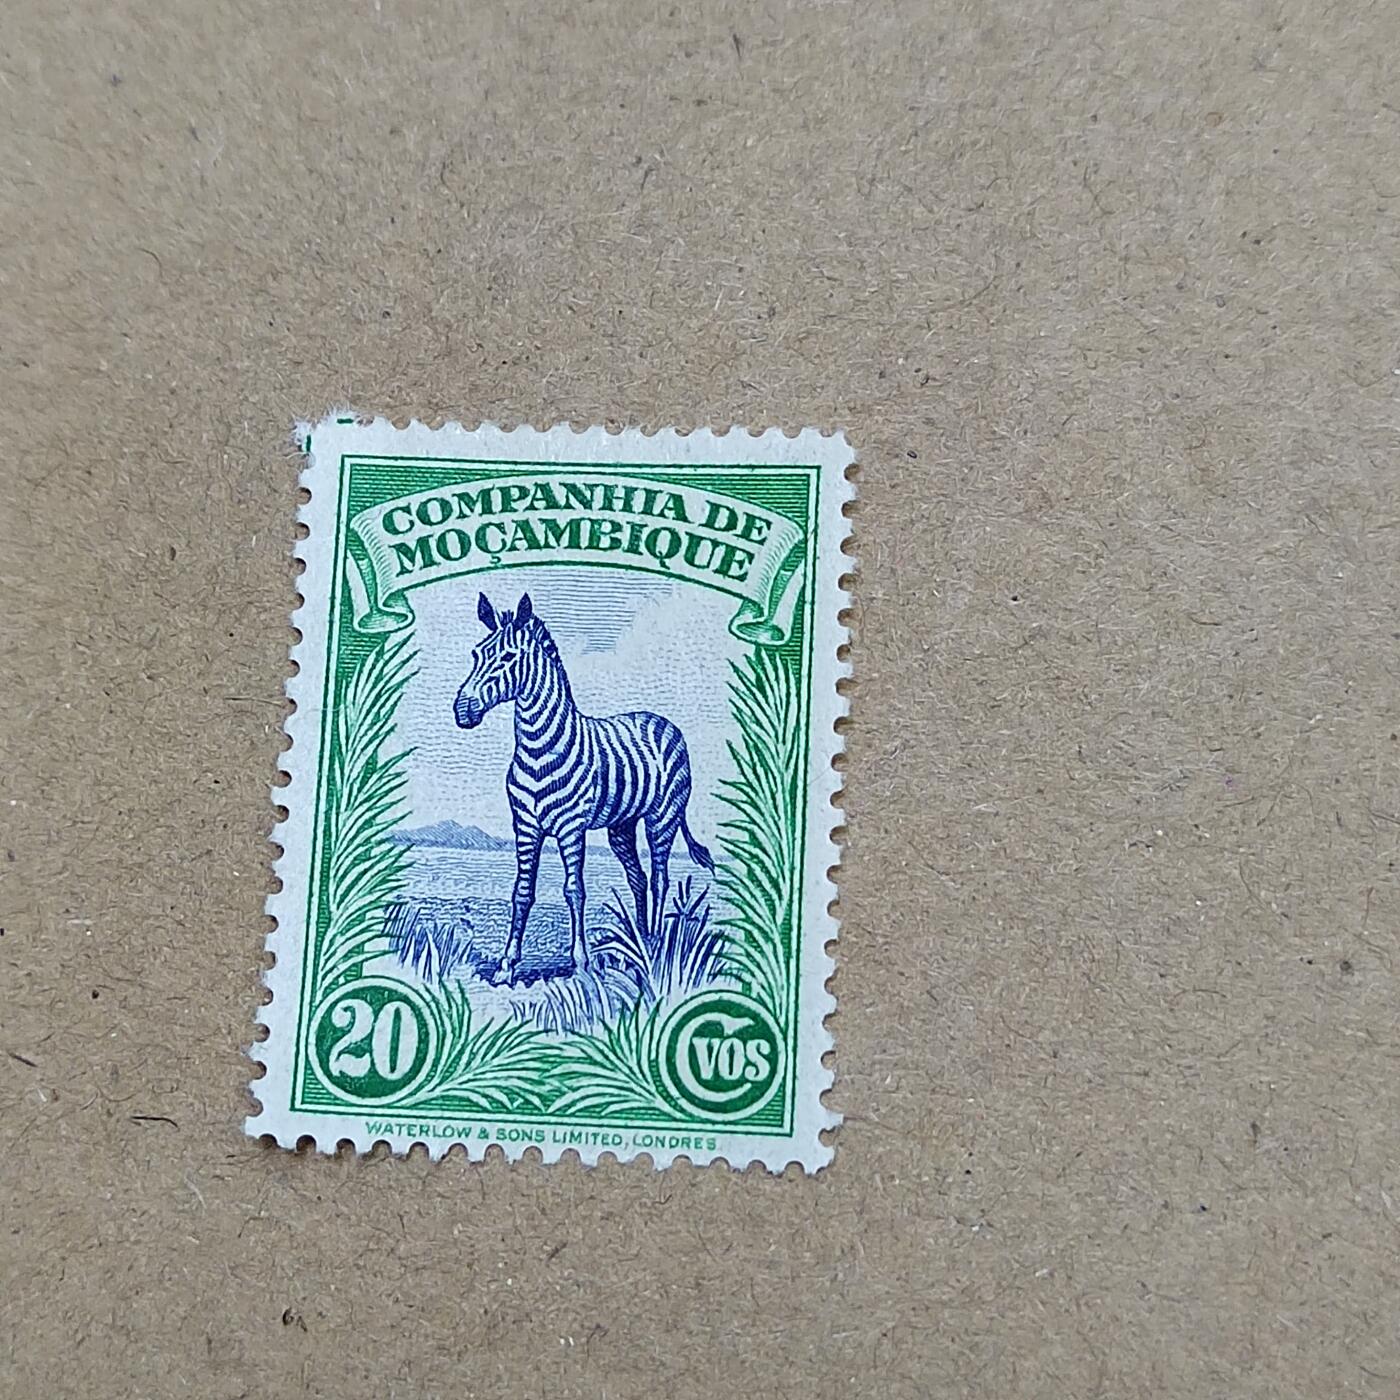 COMPANHIA DE
MOÇAMBIQUE
20
CVOS
WATERLOW & SONS LIMITED, LONDRES.